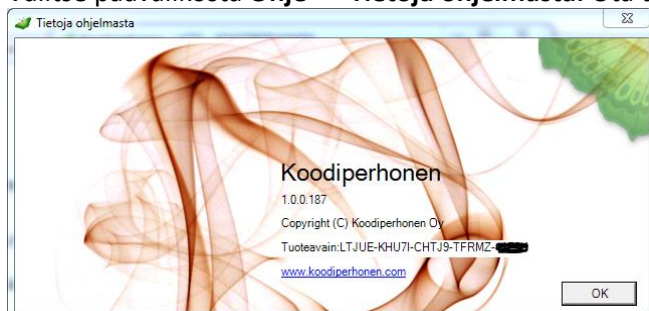 Tietoja ohjelmasta
Koodiperhonen
1.0.0.187
Copyright (C) Koodiperhonen Oy
Tuoteavain:LTJUE-KHU7I-CHTJ9-TFRMZ-
www.koodiperhonen.com
OK